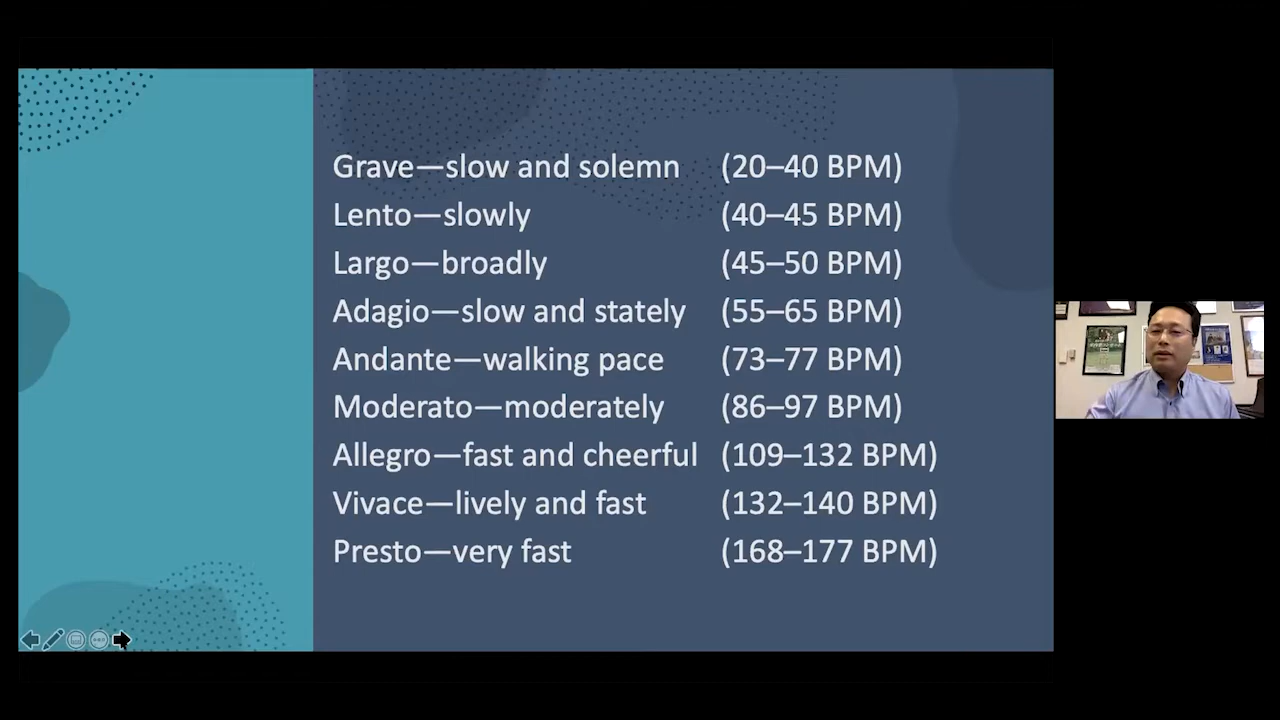 Grave—slow and solemn (20–40 BPM)
Lento—slowly (40–45 BPM)
Largo—broadly (45–50 BPM)
Adagio—slow and stately (55–65 BPM)
Andante—walking pace (73–77 BPM)
Moderato—moderately (86–97 BPM)
Allegro—fast and cheerful (109–132 BPM)
Vivace—lively and fast (132–140 BPM)
Presto—very fast (168–177 BPM)